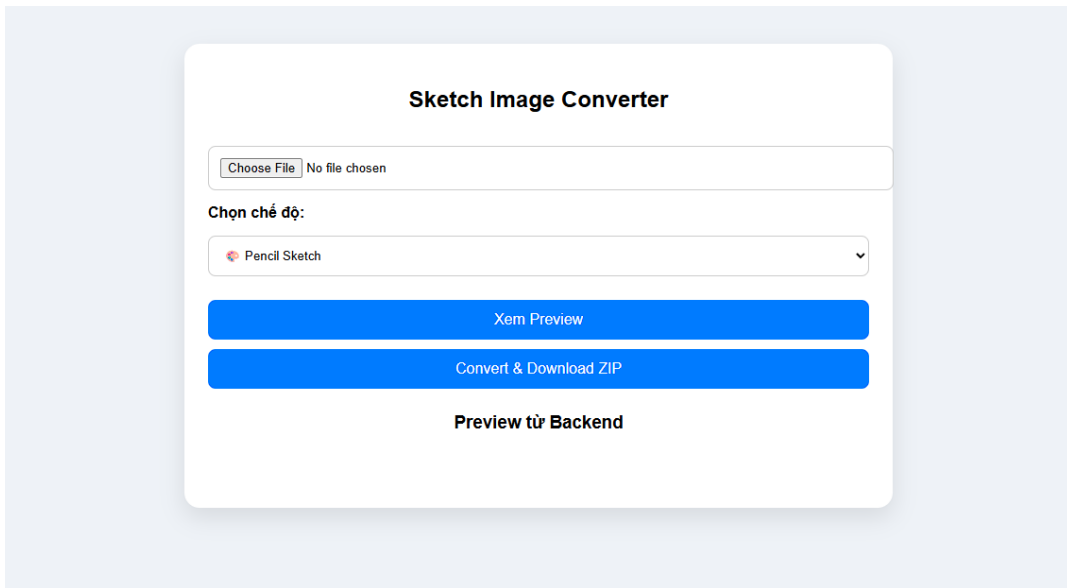 Sketch Image Converter
Choose File No file chosen
Chọn chế độ:
Pencil Sketch
Xem Preview
Convert & Download ZIP
Preview từ Backend